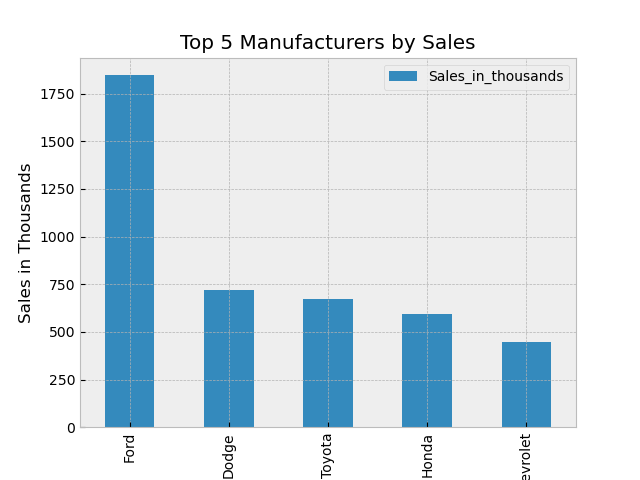 Top 5 Manufacturers by Sales
Sales_in_thousands
Sales in Thousands
1750
1500
1250
1000
750
500
250
0
Ford
Dodge
Toyota
Honda
evrolet